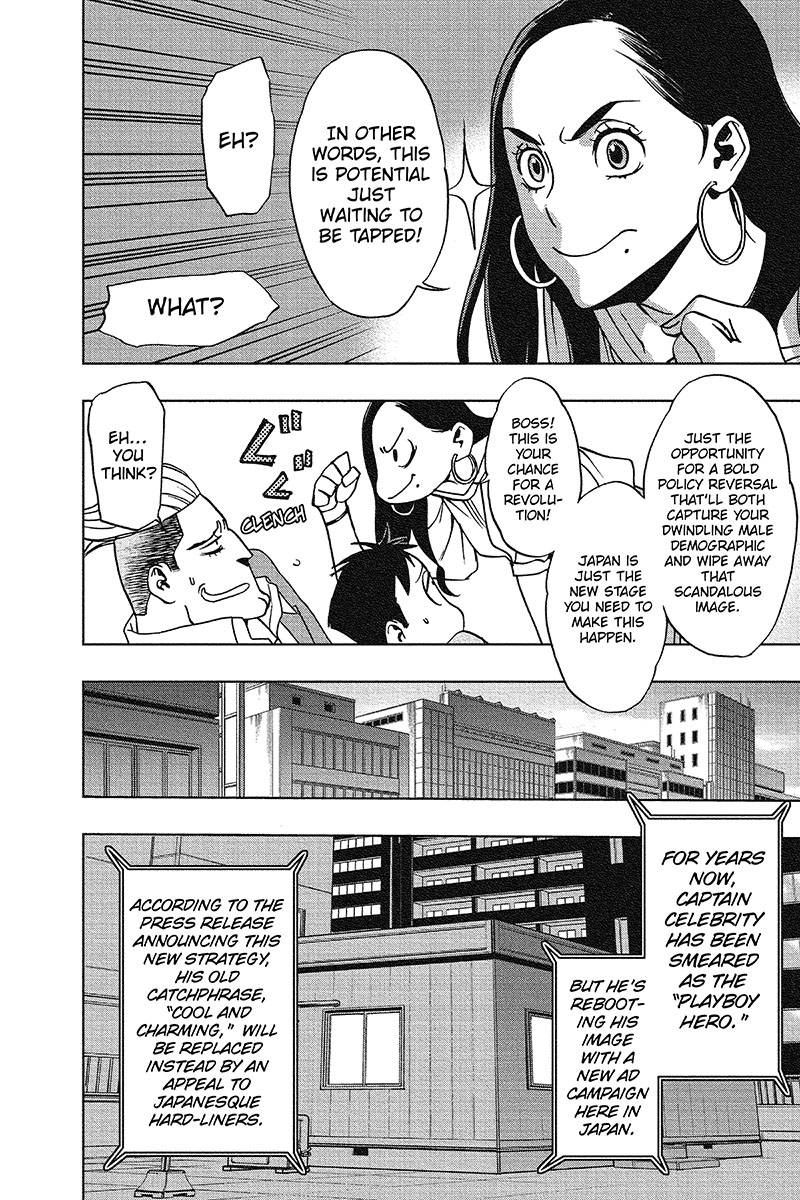 IN OTHER
WORDS, THIS
IS POTENTIAL
JUST
WAITING TO
BE TAPPED!
EH?
WHAT?
JUST THE
OPPORTUNITY
FOR A BOLD
POLICY REVERSAL
THAT'LL BOTH
CAPTURE YOUR
DWINDLING MALE
DEMOGRAPHIC
AND WIPE AWAY
THAT
SCANDALOUS
IMAGE.
JAPAN IS
JUST THE
NEW STAGE
YOU NEED TO
MAKE THIS
HAPPEN.
BOSS!
THIS IS
YOUR
CHANCE
FOR A
REVOLU-
TION!
ぐぐ
CLENCH
EH...
YOU
THINK?
FOR YEARS
NOW,
CAPTAIN
CELEBRITY
HAS BEEN
SMEARED
AS THE
"PLAYBOY
HERO."
BUT HE'S
REBOOT-
ING HIS
IMAGE
WITH A
NEW AD
CAMPAIGN
HERE IN
JAPAN.
ACCORDING TO THE
PRESS RELEASE
ANNOUNCING THIS
NEW STRATEGY,
HIS OLD
CATCHPHRASE,
"COOL AND
CHARMING," WILL
BE REPLACED
INSTEAD BY AN
APPEAL TO
JAPANESQUE
HARD-LINERS.